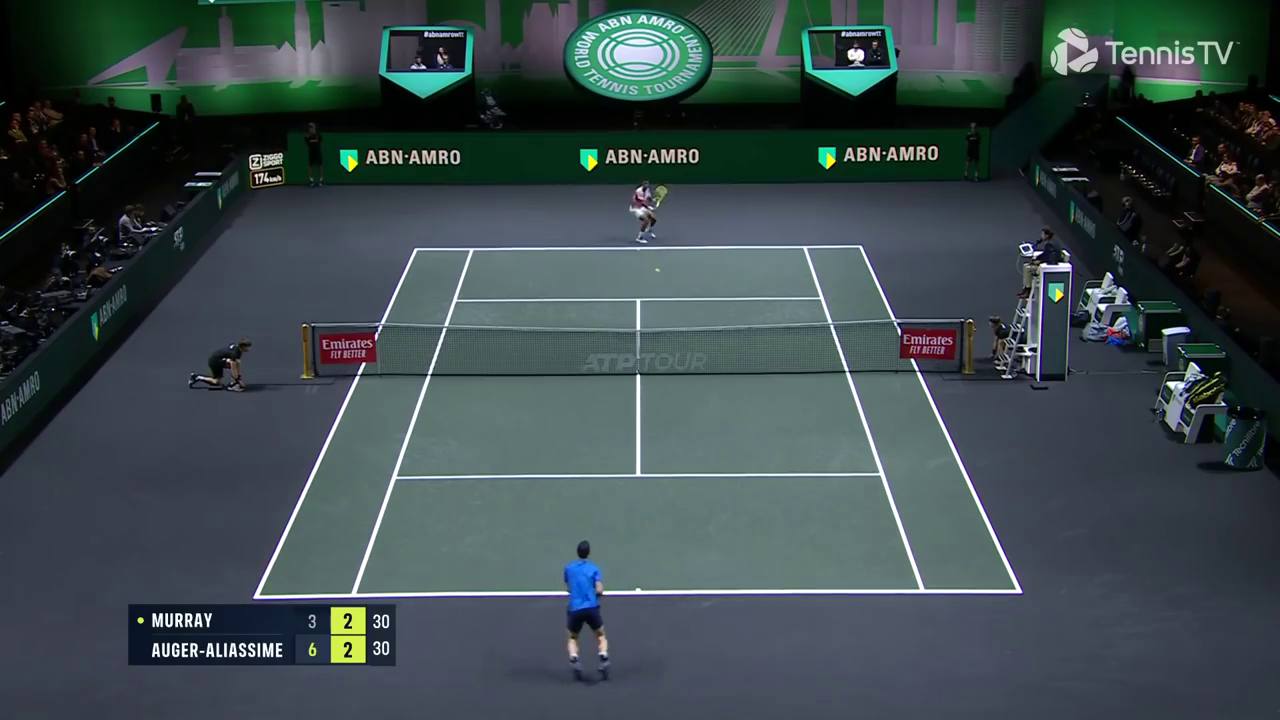 #abnamrowtt
ABN AMRO
WORLD TENNIS TOURNAMENT
#abnamrowtt
TennisTV
ZIGGO SPORT
174 km/h
ABN·AMRO
ABN·AMRO
ABN·AMRO
ABN·AMRO
ABN·AMRO
Emirates
FLY BETTER
ATP TOUR
Emirates
FLY BETTER
MURRAY 3 2 30
AUGER-ALIASSIME 6 2 30